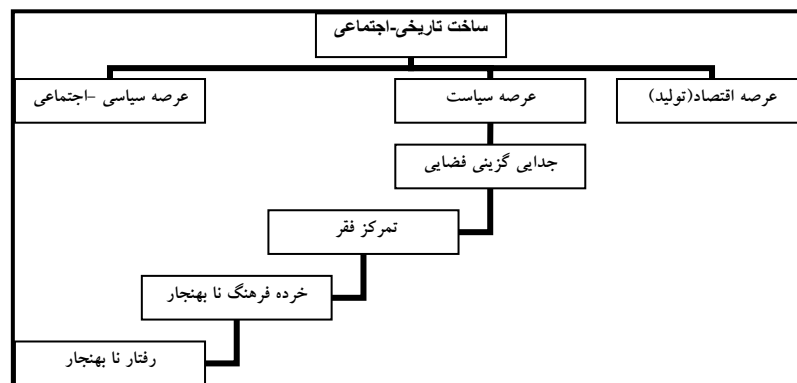 ساخت تاریخی-اجتماعی
عرصه اقتصاد(تولید)
عرصه سیاست
عرصه سیاسی -اجتماعی
جدایی گزینی فضایی
تمرکز فقر
خرده فرهنگ نا بهنجار
رفتار نا بهنجار